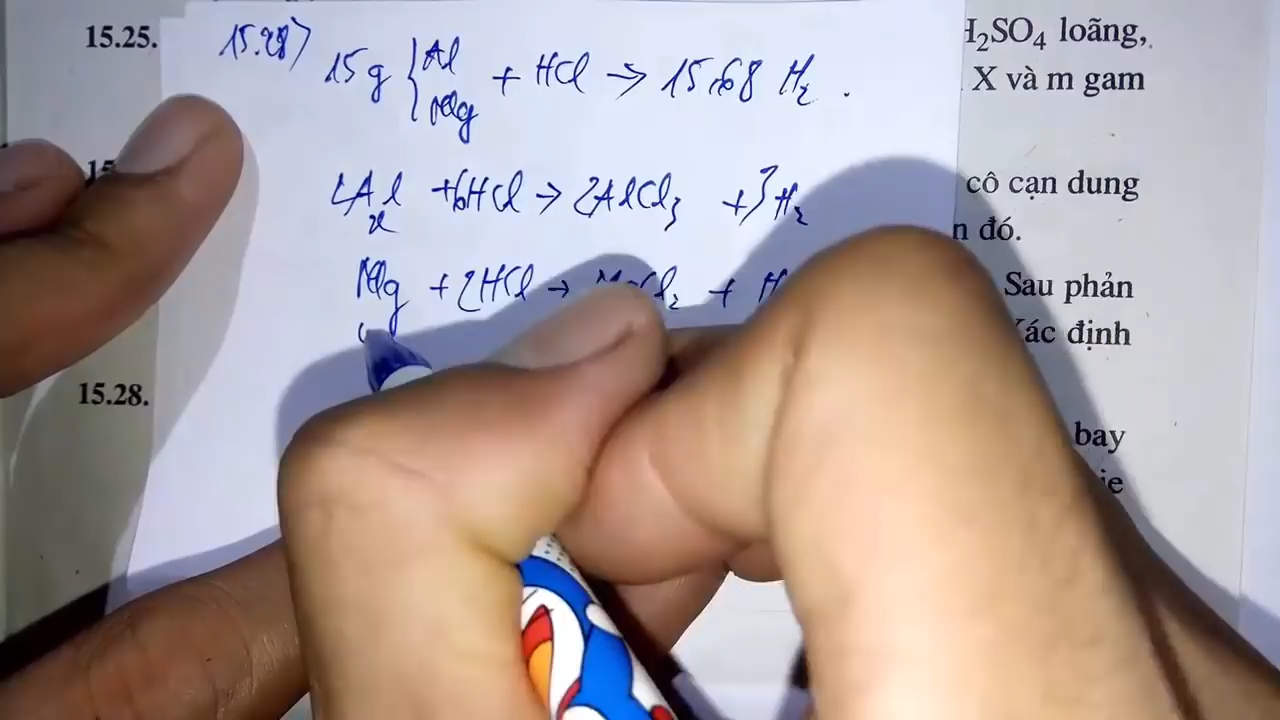 15.25.
15.28)
15g { Al Mg + HCl → 15,68 H₂.
2Al + 6HCl → 2AlCl₃ + 3H₂
x
Mg + 2HCl → MgCl₂ + H
15.28.
H₂SO₄ loãng,
X và m gam
cô cạn dung
n đó.
Sau phản
Xác định
bay